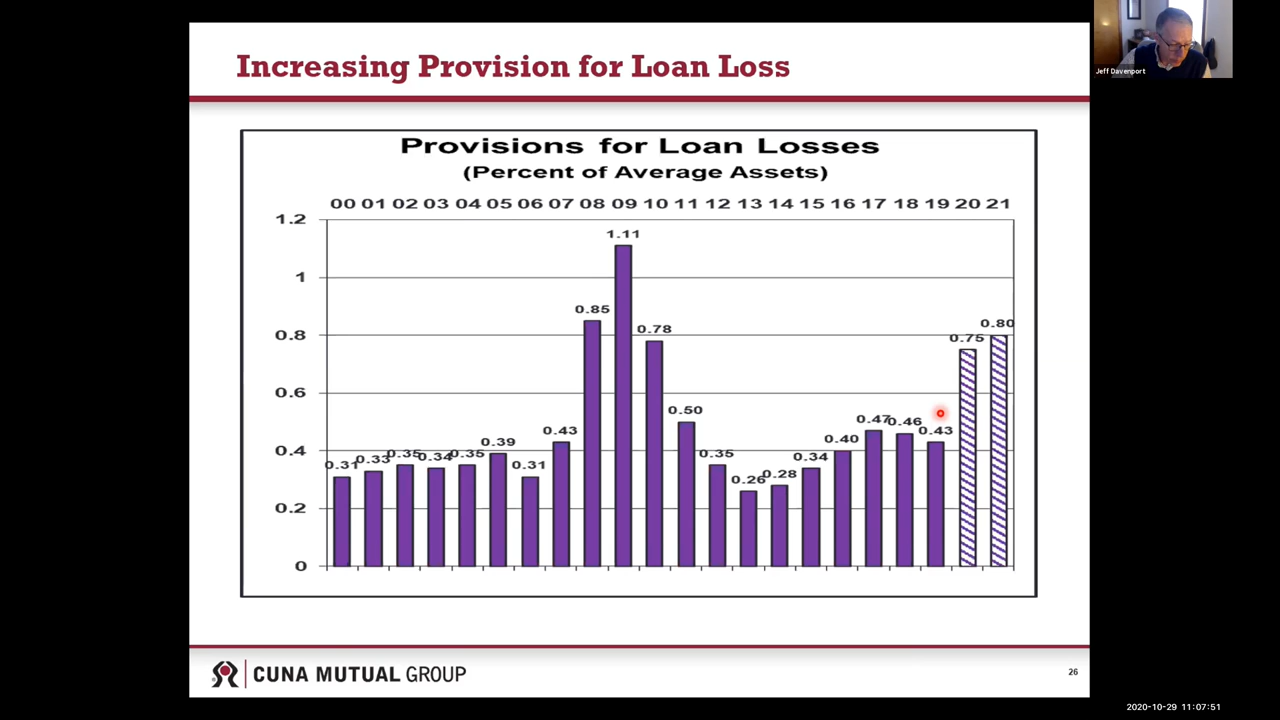 Increasing Provision for Loan Loss
Jeff Davenport
Provisions for Loan Losses
(Percent of Average Assets)
00 01 02 03 04 05 06 07 08 09 10 11 12 13 14 15 16 17 18 19 20 21
1.2
1
0.8
0.6
0.4
0.2
0
0.31 0.33 0.35 0.34 0.35 0.39 0.31 0.43 0.85 1.11 0.78 0.50 0.35 0.26 0.28 0.34 0.40 0.47 0.46 0.43 0.75 0.80
CUNA MUTUAL GROUP
26
2020-10-29 11:07:51